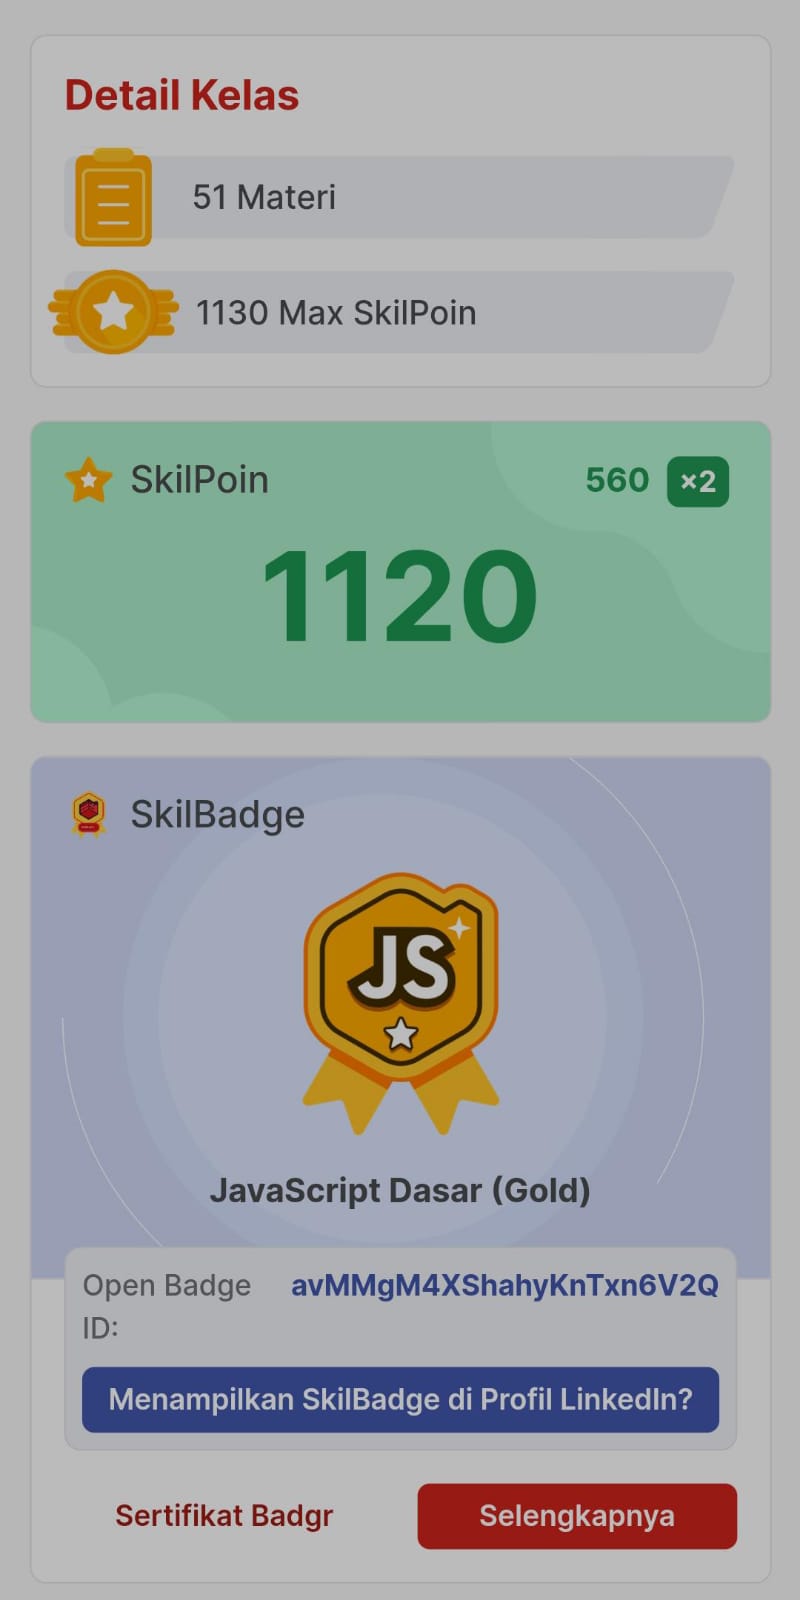 Detail Kelas
51 Materi
1130 Max SkilPoin
SkilPoin
560 ×2
1120
SkilBadge
JS
JavaScript Dasar (Gold)
Open Badge avMMgM4XShahyKnTxn6V2Q
ID:
Menampilkan SkilBadge di Profil LinkedIn?
Sertifikat Badgr
Selengkapnya